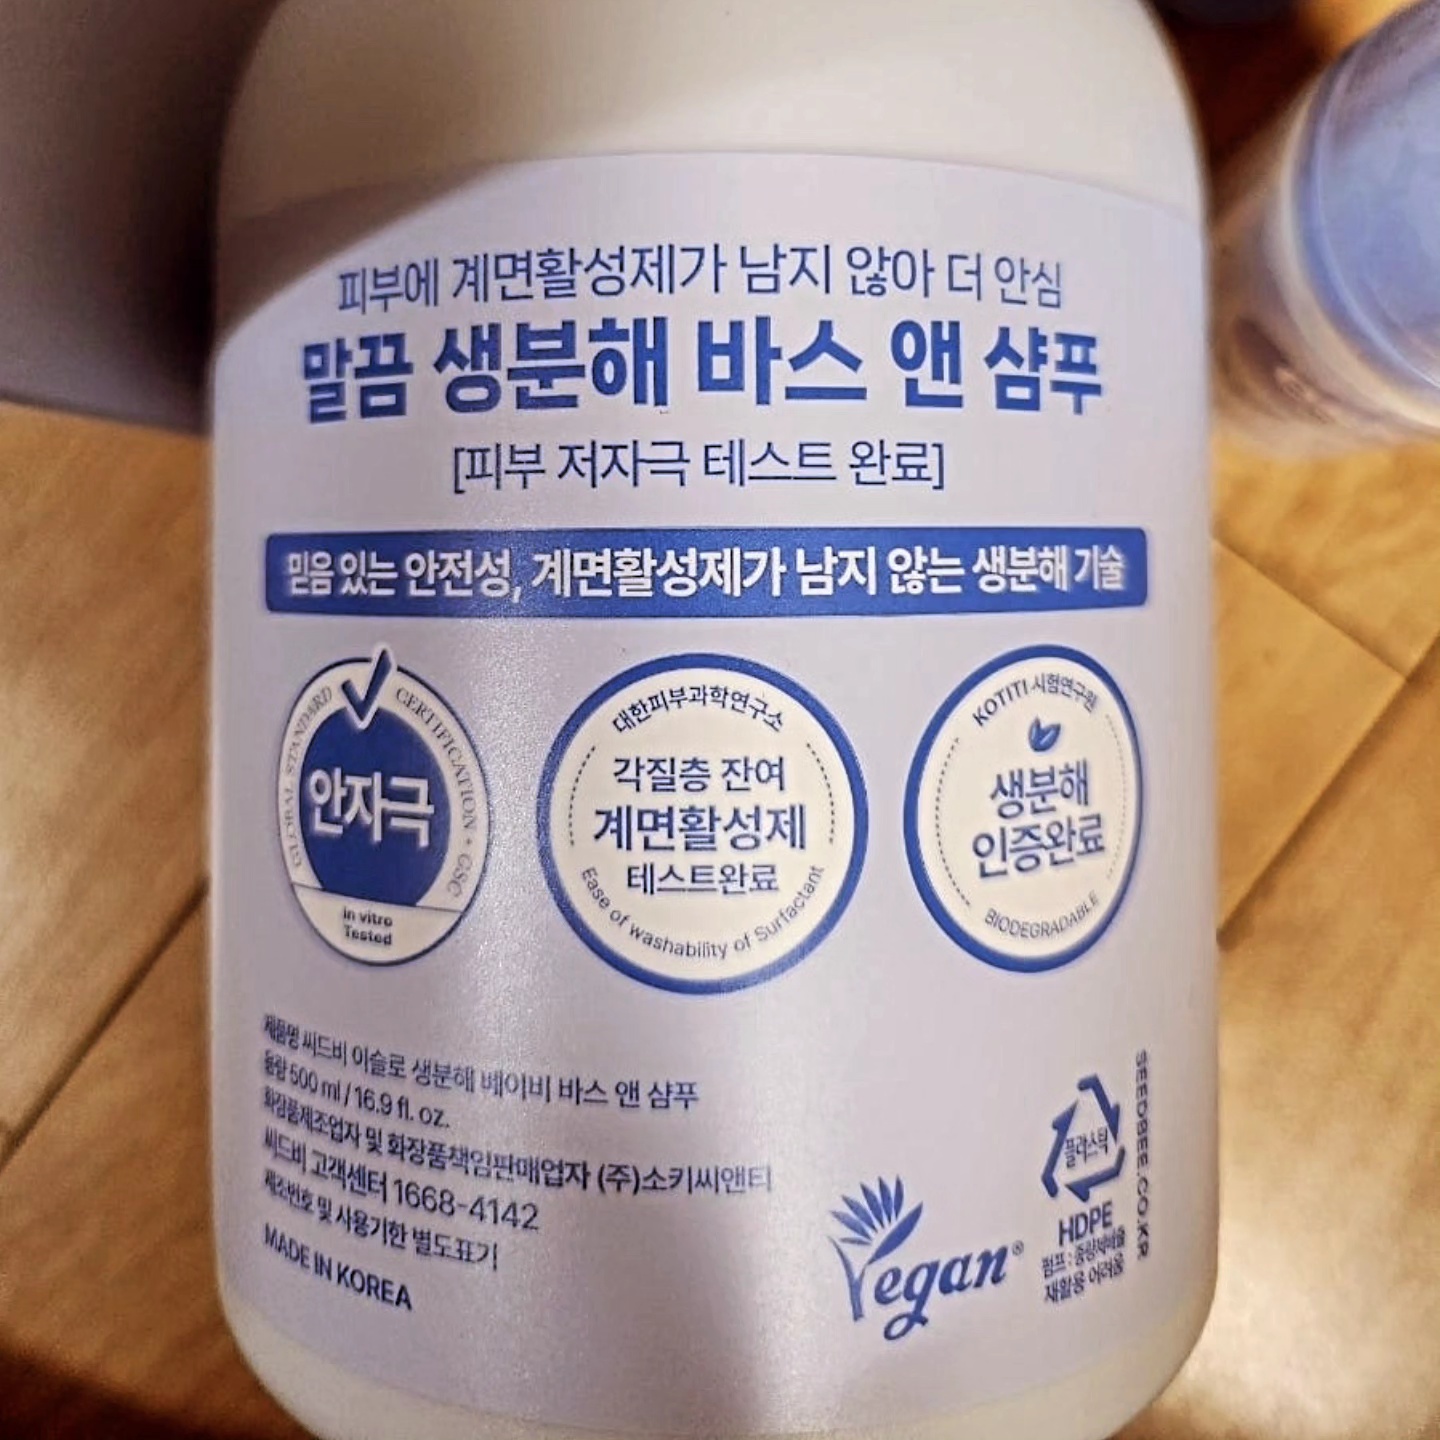 피부에 계면활성제가 남지 않아 더 안심
말끔 생분해 바스 앤 샴푸
[피부 저자극 테스트 완료]
믿음 있는 안전성, 계면활성제가 남지 않는 생분해 기술
GLOBAL STANDARD CERTIFICATION • GSC
안자극
in vitro
Tested
대한피부과학연구소
각질층 잔여
계면활성제
테스트완료
Ease of washability of Surfactant
KOTITI 시험연구원
생분해
인증완료
BIODEGRADABLE
제품명 씨드비 이슬로 생분해 베이비 바스 앤 샴푸
용량 500 ml / 16.9 fl. oz.
화장품제조업자 및 화장품책임판매업자 (주)소키씨앤티
씨드비 고객센터 1668-4142
제조번호 및 사용기한 별도표기
MADE IN KOREA
Vegan®
플라스틱
HDPE
펌프 :
재활용 어려움
SEEDBEE.CO.KR